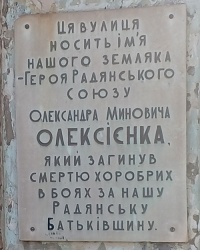 Ця вулиця
носить ім'я
нашого земляка
-Героя Радянського
Союзу
Олександра Миновича
ОЛЕКСІЄНКА,
який загинув
смертю хоробрих
в боях за нашу
Радянську
Батьківщину.